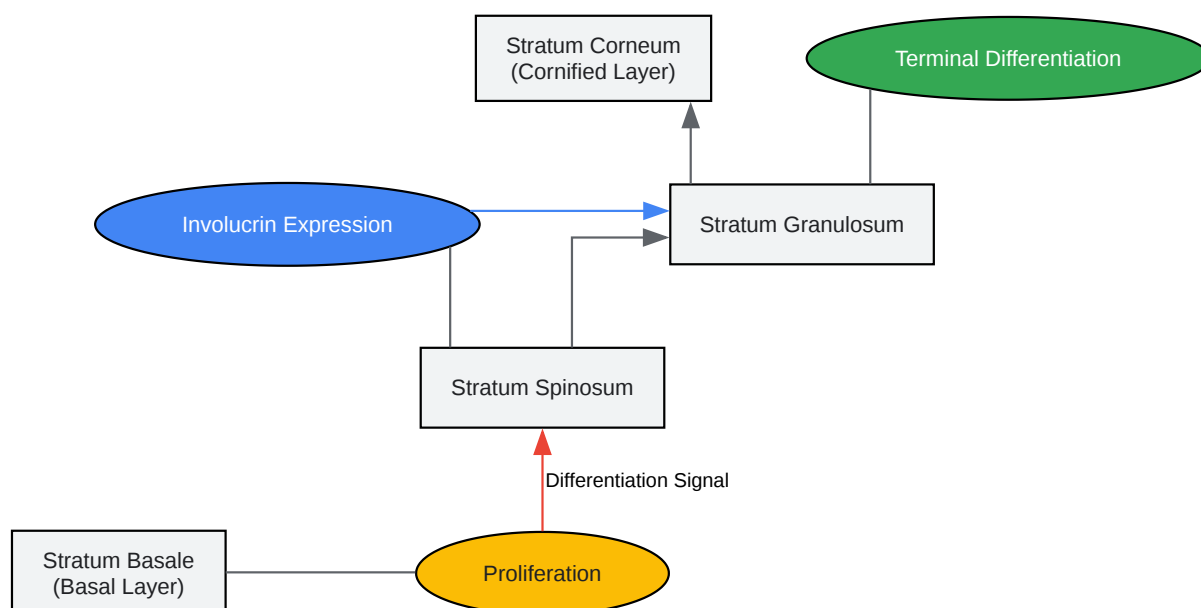 Stratum Corneum
(Cornified Layer)
Terminal Differentiation
Involucrin Expression
Stratum Granulosum
Stratum Spinosum
Differentiation Signal
Stratum Basale
(Basal Layer)
Proliferation